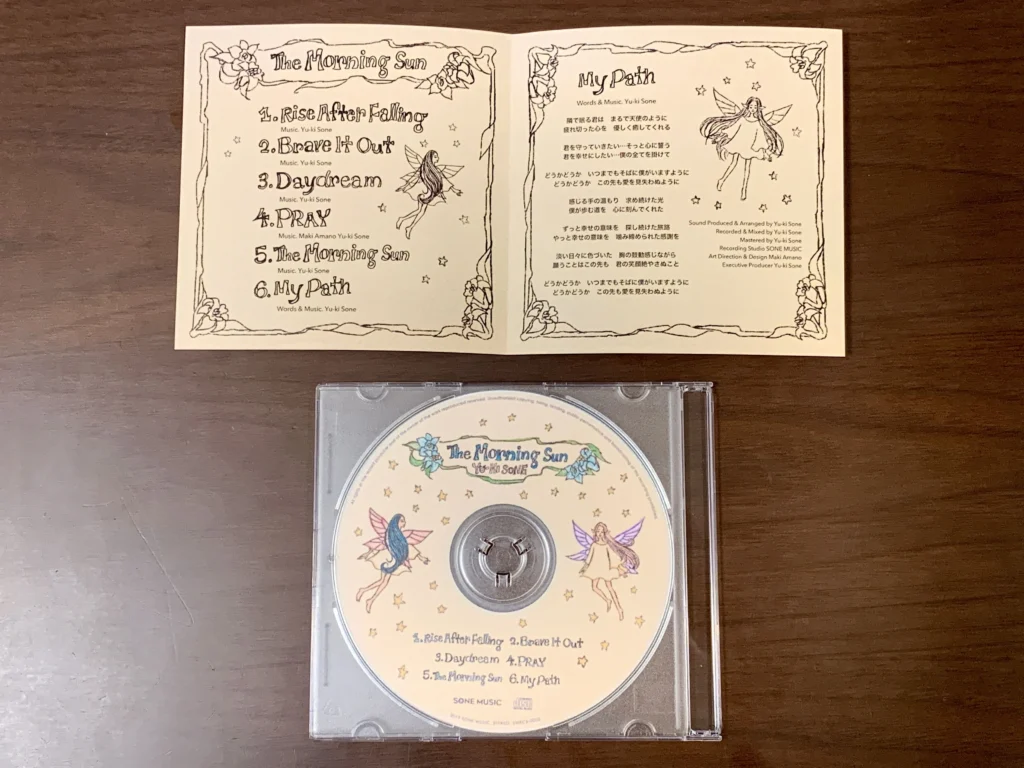 The Morning Sun
1. Rise After Falling
Music. Yu-ki Sone
2. Brave It Out
Music. Yu-ki Sone
3. Daydream
Music. Yu-ki Sone
4. PRAY
Music. Maki Amano Yu-ki Sone
5. The Morning Sun
Music. Yu-ki Sone
6. My Path
Words & Music. Yu-ki Sone
My Path
Words & Music. Yu-ki Sone
隣で眠る君は まるで天使のように
疲れ切った心を 優しく癒してくれる
君を守っていきたい…そっと心に誓う
君を幸せにしたい…僕の全てを掛けて
どうかどうか いつまでもそばに僕がいますように
どうかどうか この先も愛を見失わぬように
感じる手の温もり 求め続けた光
僕が歩む道を 心に刻んでくれた
ずっと幸せの意味を 探し続けた旅路
やっと幸せの意味を 噛み締められた感謝を
淡い日々に色づいた 胸の鼓動感じながら
願うことはこの先も 君の笑顔絶やさぬこと
どうかどうか いつまでもそばに僕がいますように
どうかどうか この先も愛を見失わぬように
Sound Produced & Arranged by Yu-ki Sone
Recorded & Mixed by Yu-ki Sone
Mastered by Yu-ki Sone
Recording Studio SONE MUSIC
Art Direction & Design Maki Amano
Executive Producer Yu-ki Sone
The Morning Sun
Yu-ki SONE
1. Rise After Falling 2. Brave It Out
3. Daydream 4. PRAY
5. The Morning Sun 6. My Path
SONE MUSIC